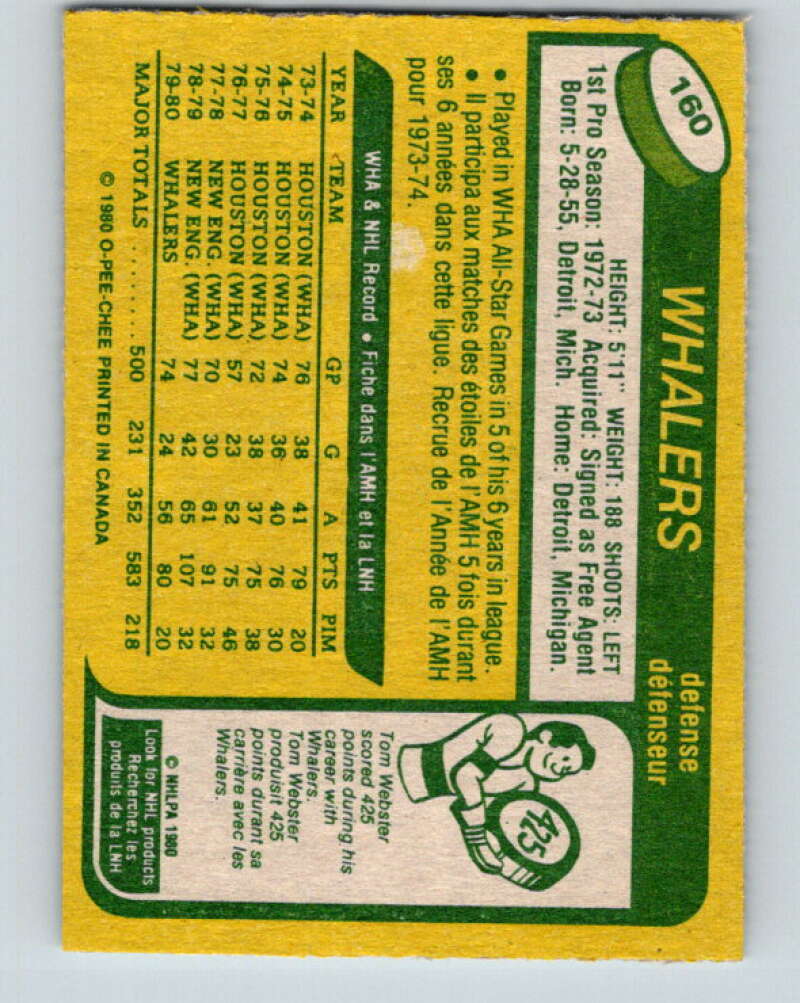 160
WHALERS
defense
défenseur
HEIGHT: 5'11" WEIGHT: 188 SHOOTS: LEFT
1st Pro Season: 1972-73 Acquired: Signed as Free Agent
Born: 5-28-55, Detroit, Mich. Home: Detroit, Michigan.
• Played in WHA All-Star Games in 5 of his 6 years in league.
• Il participa aux matches des étoiles de l'AMH 5 fois durant
ses 6 années dans cette ligue. Recrue de l'Année de l'AMH
pour 1973-74.
WHA & NHL Record • Fiche dans l'AMH et la LNH
YEAR TEAM GP G A PTS PIM
73-74 HOUSTON (WHA) 76 38 41 79 20
74-75 HOUSTON (WHA) 74 36 40 76 30
75-76 HOUSTON (WHA) 72 38 37 75 38
76-77 HOUSTON (WHA) 57 23 52 75 46
77-78 NEW ENG. (WHA) 70 30 61 91 32
78-79 NEW ENG. (WHA) 77 42 65 107 32
79-80 WHALERS 74 24 56 80 20
MAJOR TOTALS ......... 500 231 352 583 218
© 1980 O-PEE-CHEE PRINTED IN CANADA
425
Tom Webster
scored 425
points during his
career with
Whalers.
Tom Webster
produisit 425
points durant sa
carrière avec les
Whalers.
© NHLPA 1980
Look for NHL products
Recherchez les
produits de la LNH